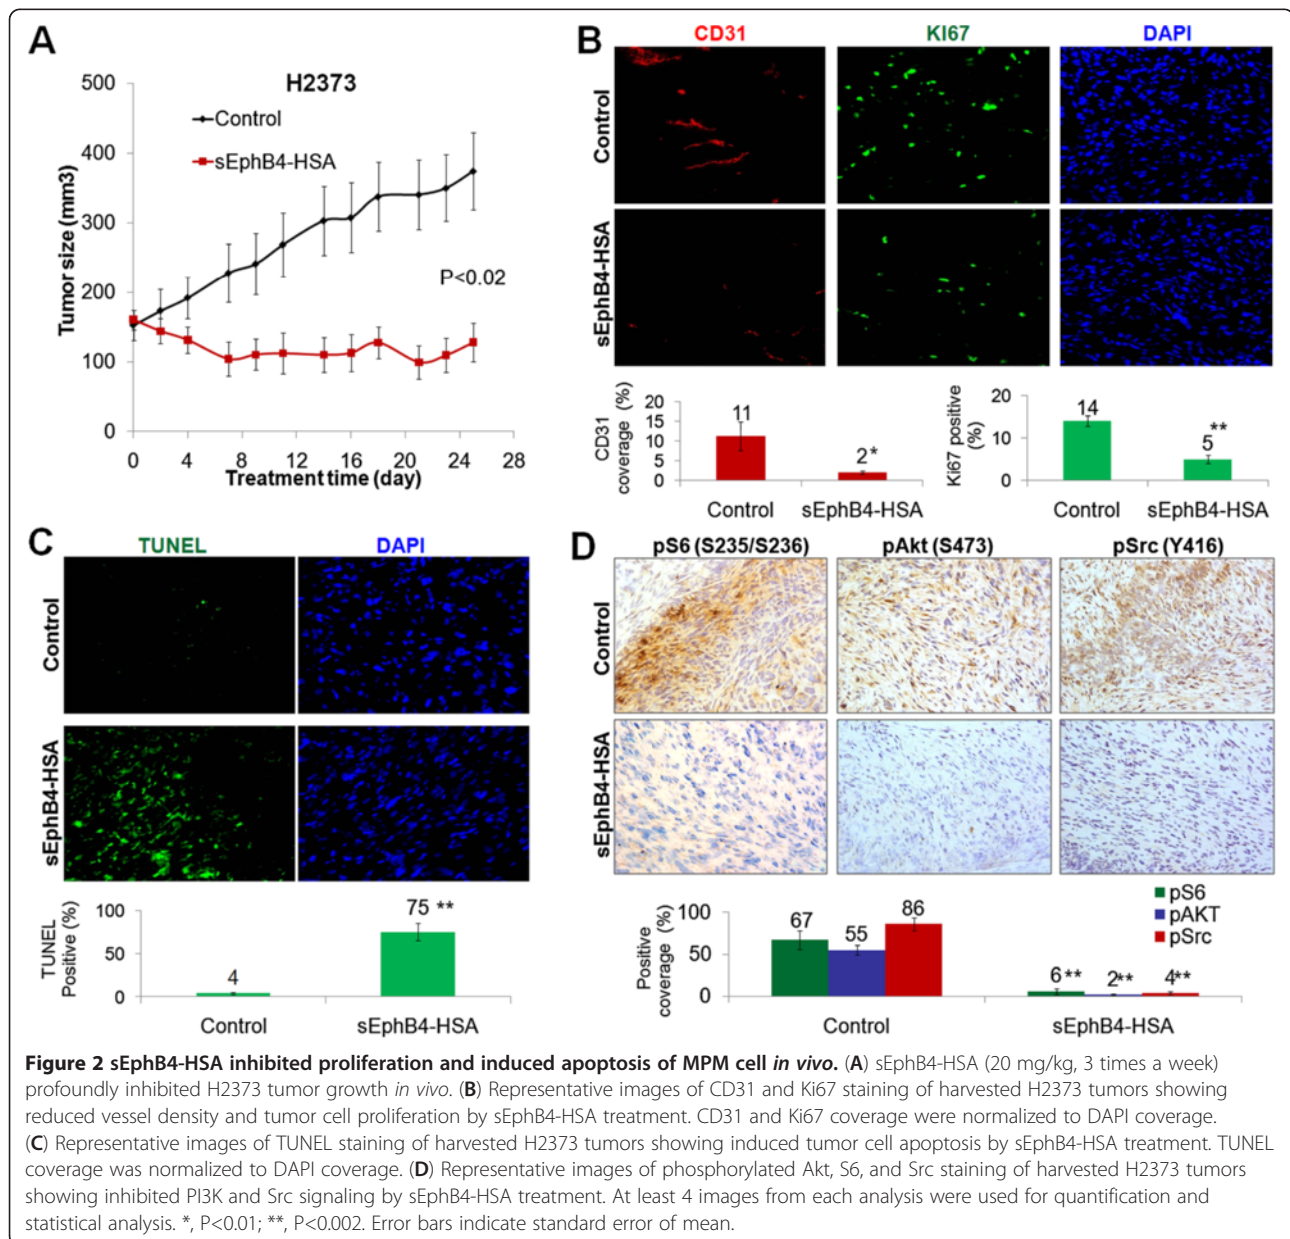 A
H2373
Control
sEphB4-HSA
P<0.02
Tumor size (mm3)
500
400
300
200
100
0
0 4 8 12 16 20 24 28
Treatment time (day)
B
CD31 KI67 DAPI
Control
sEphB4-HSA
CD31 coverage (%)
20
15
10
5
0
11
2*
Control sEphB4-HSA
Ki67 positive (%)
20
10
0
14
5**
Control sEphB4-HSA
C
TUNEL DAPI
Control
sEphB4-HSA
TUNEL Positive (%)
100
50
0
4
75 **
Control sEphB4-HSA
D
pS6 (S235/S236) pAkt (S473) pSrc (Y416)
Control
sEphB4-HSA
Positive coverage (%)
100
50
0
67 55 86
6** 2** 4**
pS6
pAKT
pSrc
Control sEphB4-HSA
Figure 2 sEphB4-HSA inhibited proliferation and induced apoptosis of MPM cell in vivo. (A) sEphB4-HSA (20 mg/kg, 3 times a week)
profoundly inhibited H2373 tumor growth in vivo. (B) Representative images of CD31 and Ki67 staining of harvested H2373 tumors showing
reduced vessel density and tumor cell proliferation by sEphB4-HSA treatment. CD31 and Ki67 coverage were normalized to DAPI coverage.
(C) Representative images of TUNEL staining of harvested H2373 tumors showing induced tumor cell apoptosis by sEphB4-HSA treatment. TUNEL
coverage was normalized to DAPI coverage. (D) Representative images of phosphorylated Akt, S6, and Src staining of harvested H2373 tumors
showing inhibited PI3K and Src signaling by sEphB4-HSA treatment. At least 4 images from each analysis were used for quantification and
statistical analysis. *, P<0.01; **, P<0.002. Error bars indicate standard error of mean.